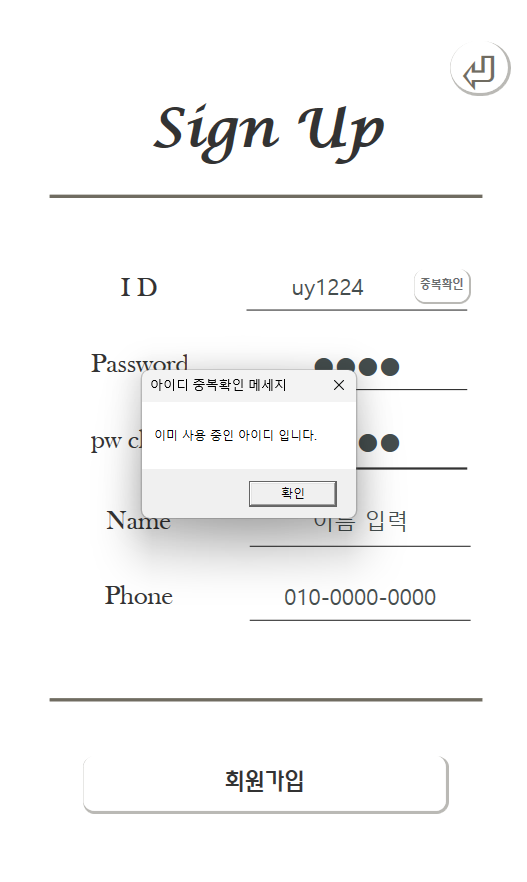 Sign Up
I D
uy1224
중복확인
Password
●●●●
아이디 중복확인 메세지
이미 사용 중인 아이디 입니다.
확인
pw
Name
이름 입력
Phone
010-0000-0000
회원가입